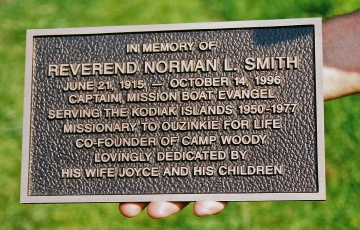 IN MEMORY OF
REVEREND NORMAN L. SMITH
JUNE 21, 1915 — OCTOBER 14, 1996
CAPTAIN, MISSION BOAT EVANGEL
SERVING THE KODIAK ISLANDS 1950-1977
MISSIONARY TO OUZINKIE FOR LIFE
CO-FOUNDER OF CAMP WOODY
LOVINGLY DEDICATED BY
HIS WIFE JOYCE AND HIS CHILDREN